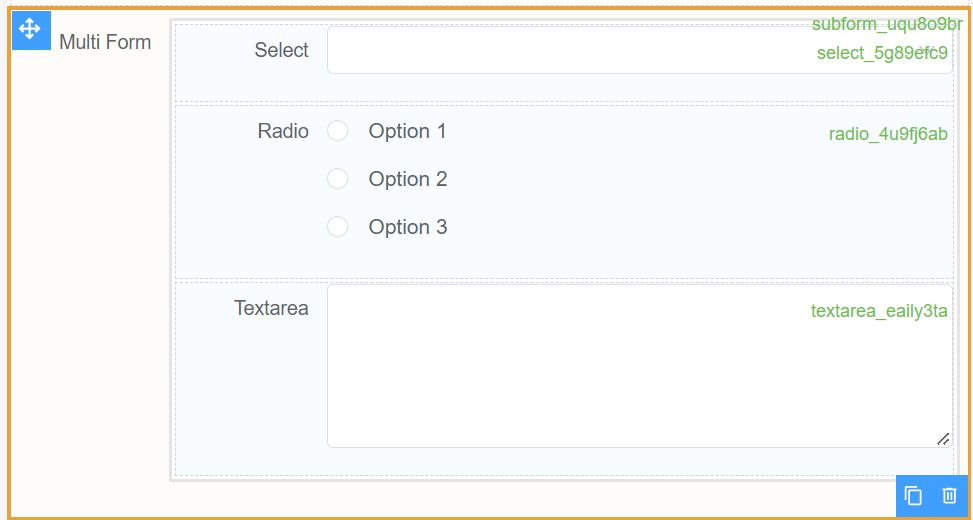 subform_uqu8o9br
Multi Form
Select
select_5g89efc9
Radio
Option 1
radio_4u9fj6ab
Option 2
Option 3
Textarea
textarea_eaily3ta